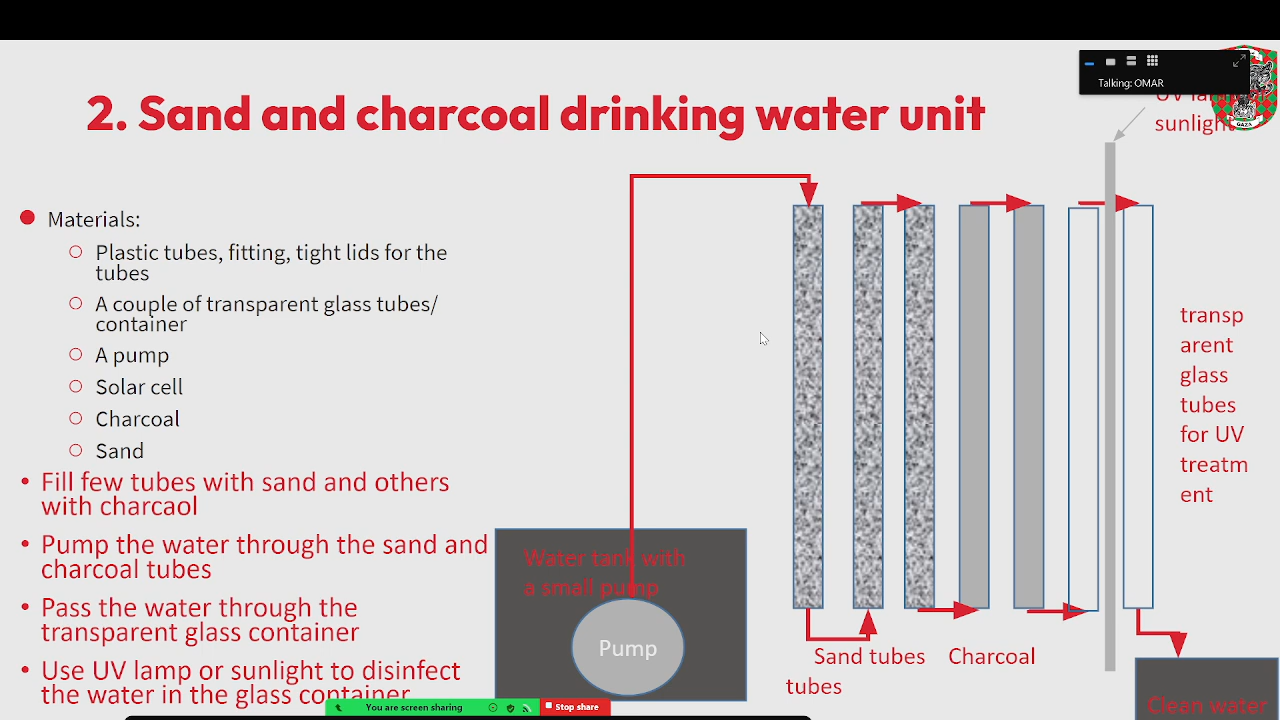 Talking: OMAR
2. Sand and charcoal drinking water unit
sunlight
GAZA
Materials:
Plastic tubes, fitting, tight lids for the
tubes
A couple of transparent glass tubes/
container
A pump
Solar cell
Charcoal
Sand
Fill few tubes with sand and others
with charcaol
Pump the water through the sand and
charcoal tubes
Pass the water through the
transparent glass container
Use UV lamp or sunlight to disinfect
the water in the glass container
Water tank with
a small pump
Pump
Sand tubes
tubes
Charcoal
transp
arent
glass
tubes
for UV
treatm
ent
Clean water
You are screen sharing
Stop share